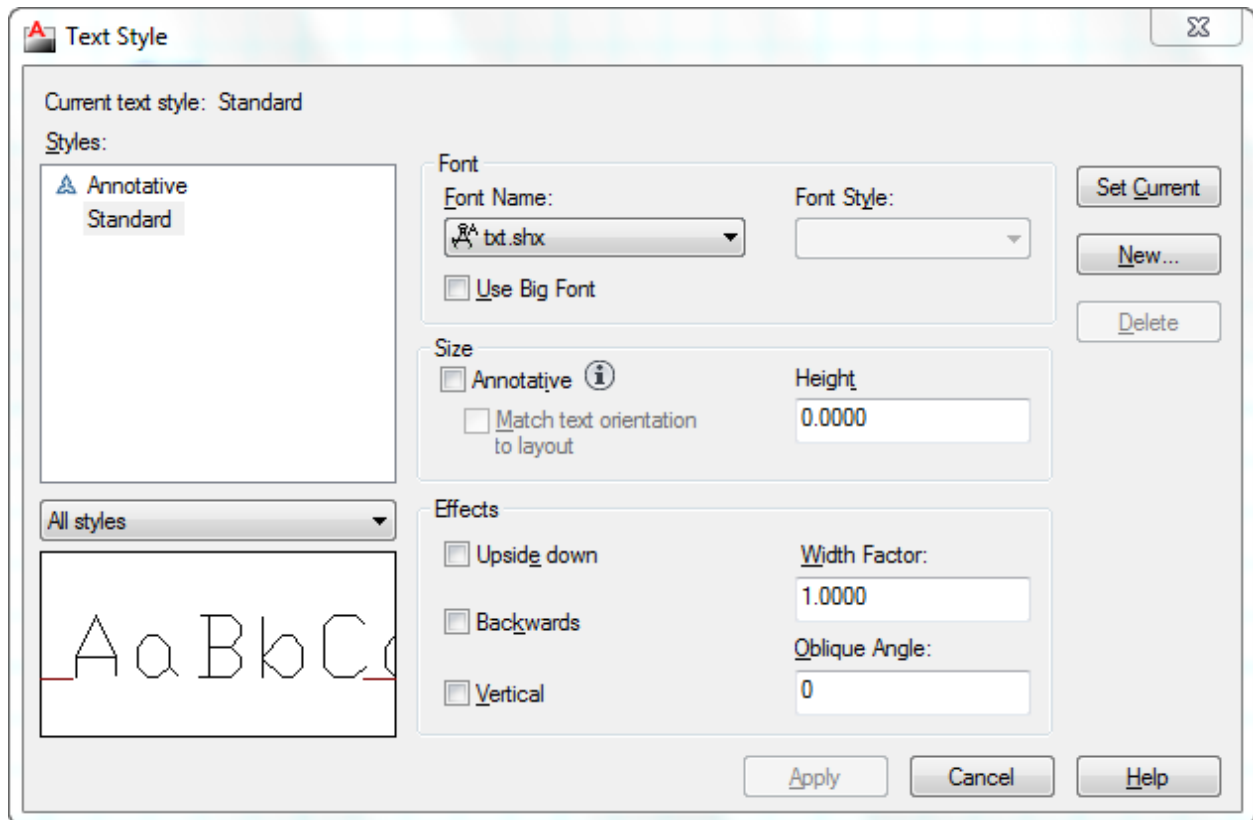 Text Style
Current text style: Standard
Styles:
Annotative
Standard
All styles
Aa Bb C
Font
Font Name:
txt.shx
Use Big Font
Font Style:
Size
Annotative
Match text orientation
to layout
Height
0.0000
Effects
Upside down
Backwards
Vertical
Width Factor:
1.0000
Oblique Angle:
0
Set Current
New...
Delete
Apply
Cancel
Help